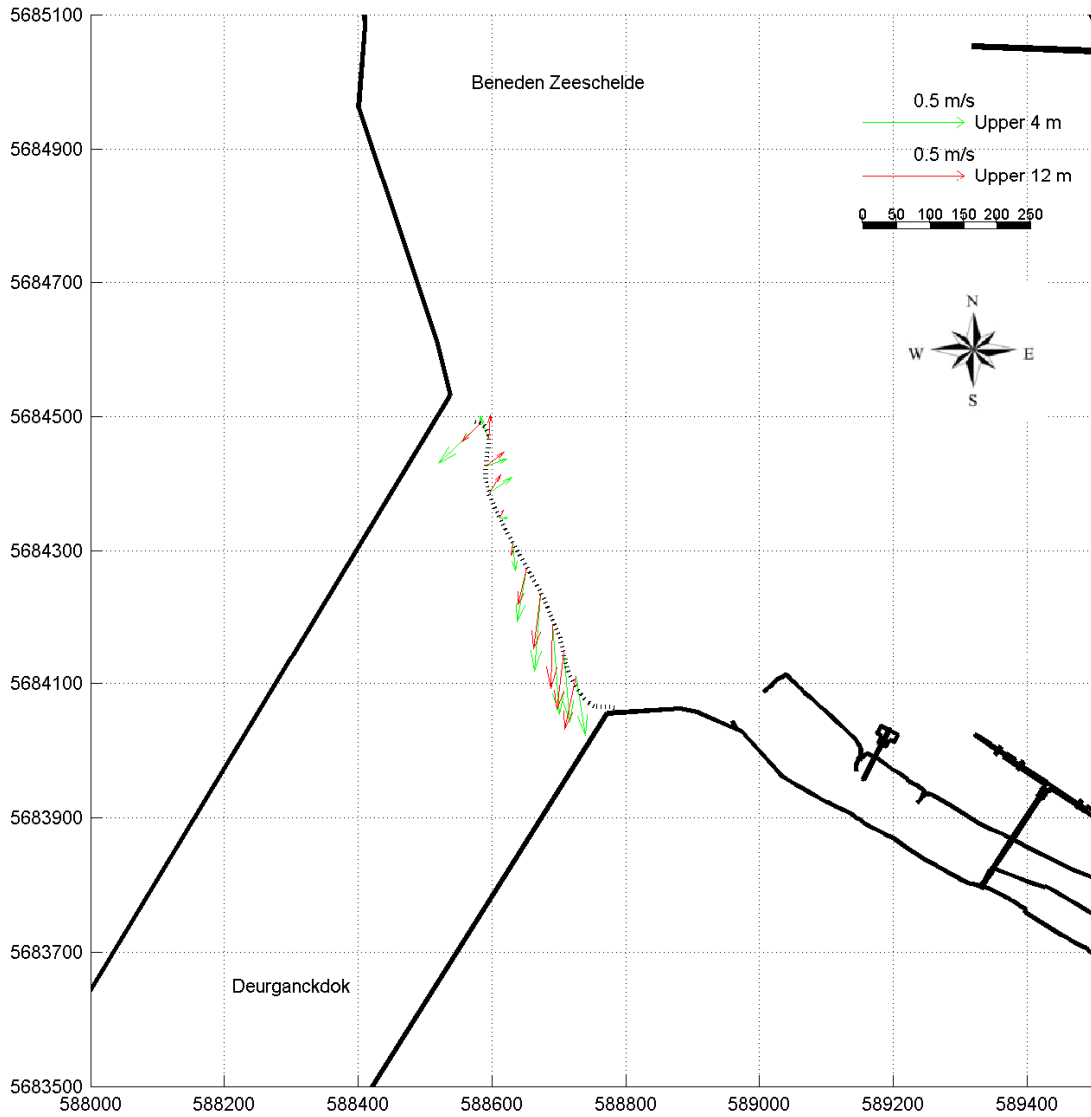 5685100
Beneden Zeeschelde
0.5 m/s
Upper 4 m
5684900
0.5 m/s
Upper 12 m
0 50 100 150 200 250
5684700
N
W E
S
5684500
5684300
5684100
5683900
5683700
Deurganckdok
5683500
588000 588200 588400 588600 588800 589000 589200 589400